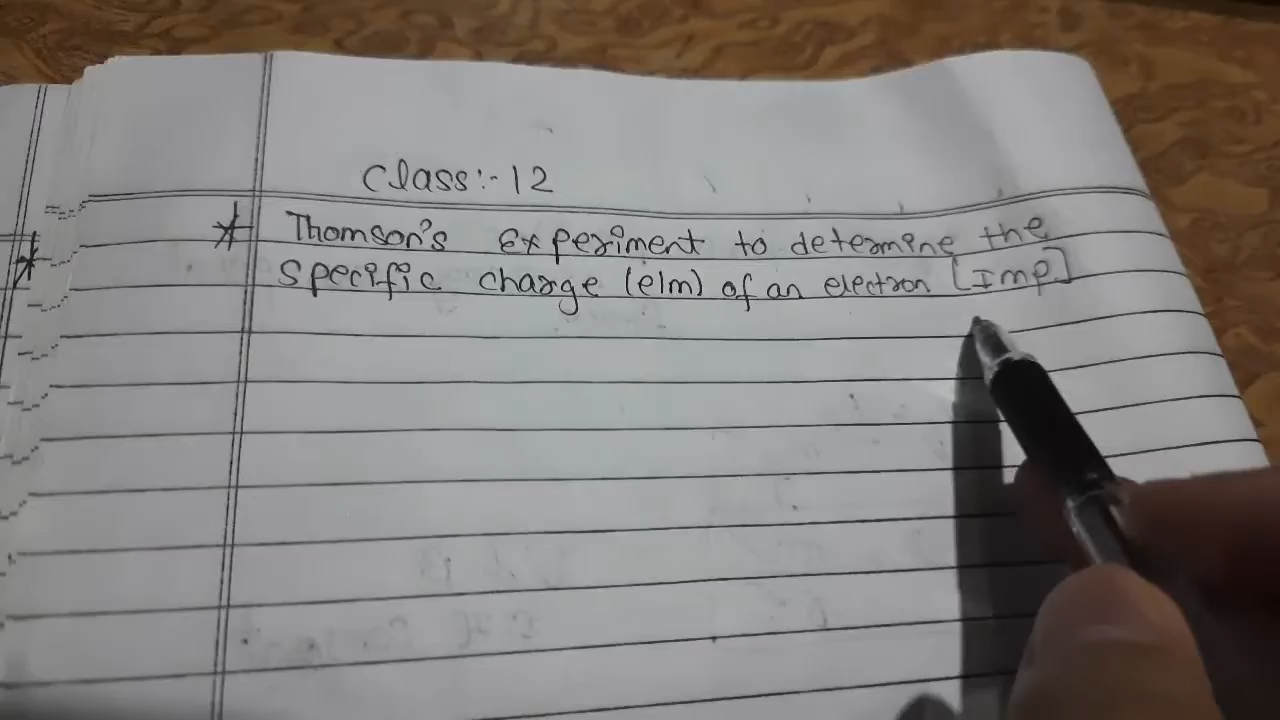 Class:- 12
* Thomson's Experiment to determine the
specific charge (e/m) of an electron [Imp]